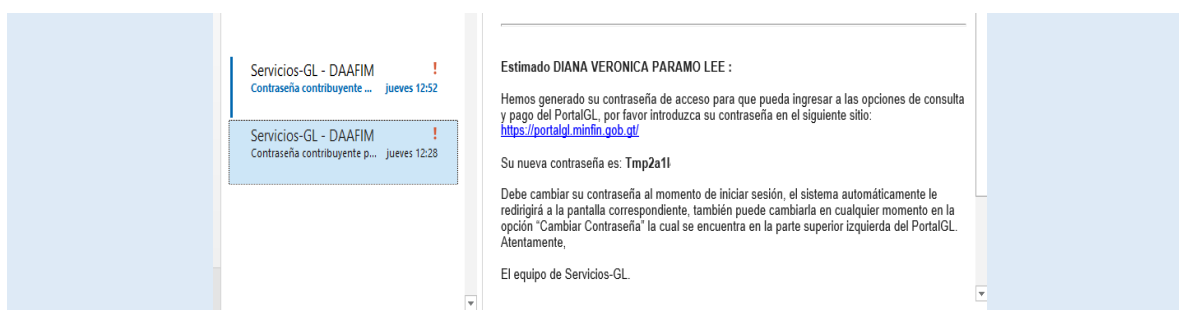 Servicios-GL - DAAFIM !
Contraseña contribuyente ... jueves 12:52
Servicios-GL - DAAFIM !
Contraseña contribuyente p... jueves 12:28
Estimado DIANA VERONICA PARAMO LEE :
Hemos generado su contraseña de acceso para que pueda ingresar a las opciones de consulta
y pago del PortalGL, por favor introduzca su contraseña en el siguiente sitio:
https://portalgl.minfin.gob.gt/
Su nueva contraseña es:
Debe cambiar su contraseña al momento de iniciar sesión, el sistema automáticamente le
redirigirá a la pantalla correspondiente, también puede cambiarla en cualquier momento en la
opción “Cambiar Contraseña” la cual se encuentra en la parte superior izquierda del PortalGL.
Atentamente,
El equipo de Servicios-GL.